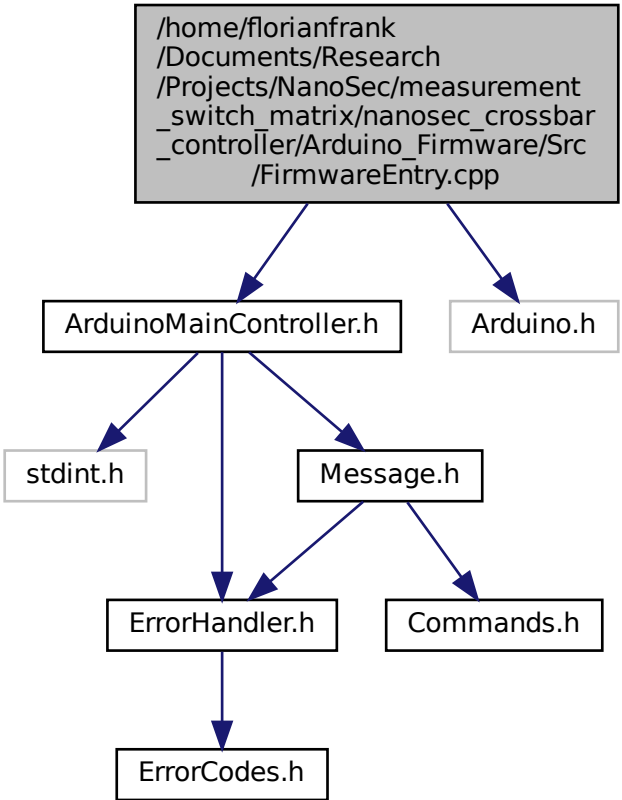 /home/florianfrank
/Documents/Research
/Projects/NanoSec/measurement
_switch_matrix/nanosec_crossbar
_controller/Arduino_Firmware/Src
/FirmwareEntry.cpp
ArduinoMainController.h
Arduino.h
stdint.h
Message.h
ErrorHandler.h
Commands.h
ErrorCodes.h